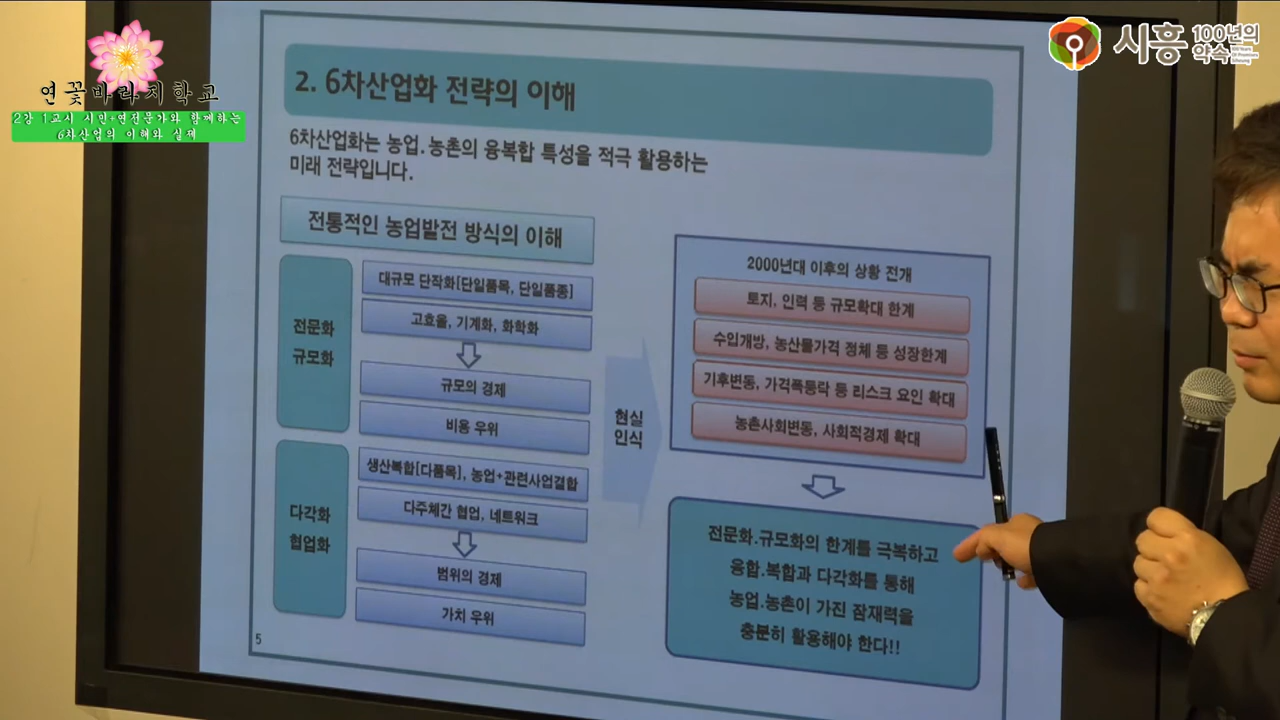 연꽃바라지학교
2강 1교시 시민+연전문가와 함께하는
6차산업의 이해와 실제
시흥
100년의
약속
2. 6차산업화 전략의 이해
6차산업화는 농업.농촌의 융복합 특성을 적극 활용하는
미래 전략입니다.
전통적인 농업발전 방식의 이해
전문화
규모화
대규모 단작화[단일품목, 단일품종]
고효율, 기계화, 화학화
규모의 경제
비용 우위
다각화
협업화
생산복합[다품목], 농업+관련사업결합
다주체간 협업, 네트워크
범위의 경제
가치 우위
현실
인식
2000년대 이후의 상황 전개
토지, 인력 등 규모확대 한계
수입개방, 농산물가격 정체 등 성장한계
기후변동, 가격폭등락 등 리스크 요인 확대
농촌사회변동, 사회적경제 확대
전문화.규모화의 한계를 극복하고
융합.복합과 다각화를 통해
농업.농촌이 가진 잠재력을
충분히 활용해야 한다!!
5